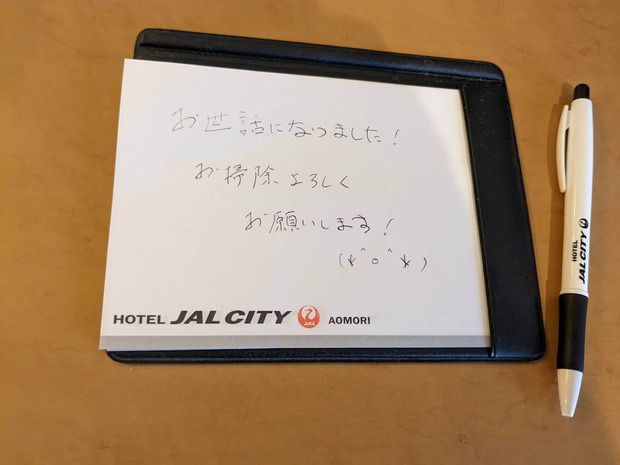 お世話になりました!
お掃除よろしく
お願いします!
(*^o^*)
HOTEL JAL CITY JAL AOMORI
HOTEL JAL CITY